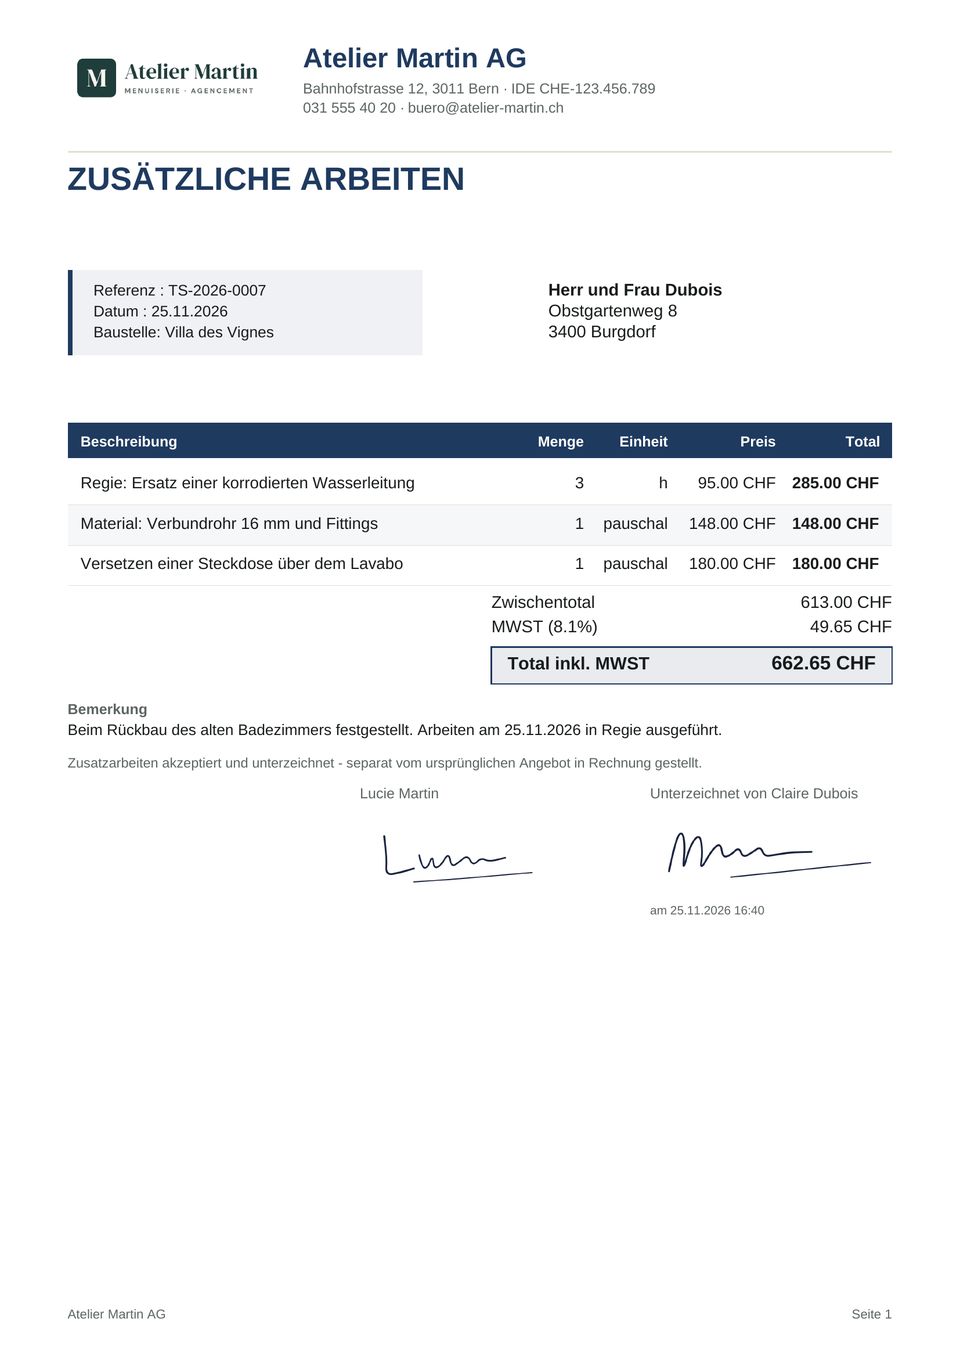 M Atelier Martin
MENUISERIE · AGENCEMENT
Atelier Martin AG
Bahnhofstrasse 12, 3011 Bern · IDE CHE-123.456.789
031 555 40 20 · buero@atelier-martin.ch
ZUSÄTZLICHE ARBEITEN
Referenz : TS-2026-0007
Datum : 25.11.2026
Baustelle: Villa des Vignes
Herr und Frau Dubois
Obstgartenweg 8
3400 Burgdorf
Beschreibung Menge Einheit Preis Total
Regie: Ersatz einer korrodierten Wasserleitung 3 h 95.00 CHF 285.00 CHF
Material: Verbundrohr 16 mm und Fittings 1 pauschal 148.00 CHF 148.00 CHF
Versetzen einer Steckdose über dem Lavabo 1 pauschal 180.00 CHF 180.00 CHF
Zwischentotal 613.00 CHF
MWST (8.1%) 49.65 CHF
Total inkl. MWST 662.65 CHF
Bemerkung
Beim Rückbau des alten Badezimmers festgestellt. Arbeiten am 25.11.2026 in Regie ausgeführt.
Zusatzarbeiten akzeptiert und unterzeichnet - separat vom ursprünglichen Angebot in Rechnung gestellt.
Lucie Martin Unterzeichnet von Claire Dubois
am 25.11.2026 16:40
Atelier Martin AG Seite 1